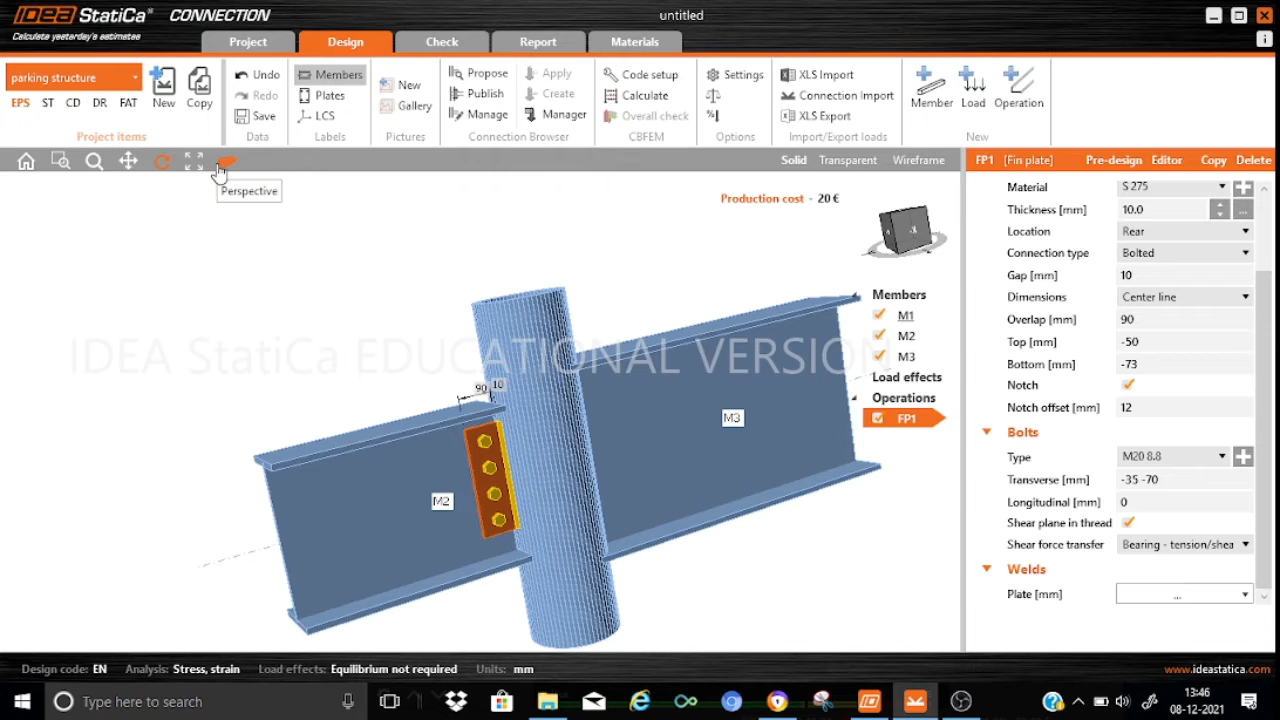 IDEA StatiCa® CONNECTION
untitled
Calculate yesterday's estimates
Project Design Check Report Materials
parking structure
EPS ST CD DR FAT
New Copy
Project items
Undo
Redo
Save
Data
Members
Plates
LCS
Labels
New
Gallery
Pictures
Propose Apply
Publish Create
Manage Manager
Connection Browser
Code setup
Calculate
Overall check
CBFEM
Settings
Options
XLS Import
Connection Import
XLS Export
Import/Export loads
Member Load Operation
New
Solid Transparent Wireframe
FP1 [Fin plate] Pre-design Editor Copy Delete
Perspective
Production cost - 20 €
Members
M1
M2
M3
Load effects
Operations
FP1
IDEA StatiCa EDUCATIONAL VERSION
90 10
M3
M2
Material S 275
Thickness [mm] 10.0
Location Rear
Connection type Bolted
Gap [mm] 10
Dimensions Center line
Overlap [mm] 90
Top [mm] -50
Bottom [mm] -73
Notch
Notch offset [mm] 12
Bolts
Type M20 8.8
Transverse [mm] -35 -70
Longitudinal [mm] 0
Shear plane in thread
Shear force transfer Bearing - tension/shea
Welds
Plate [mm] ...
Design code: EN Analysis: Stress, strain Load effects: Equilibrium not required Units: mm
www.ideastatica.com
Type here to search
13:46
08-12-2021